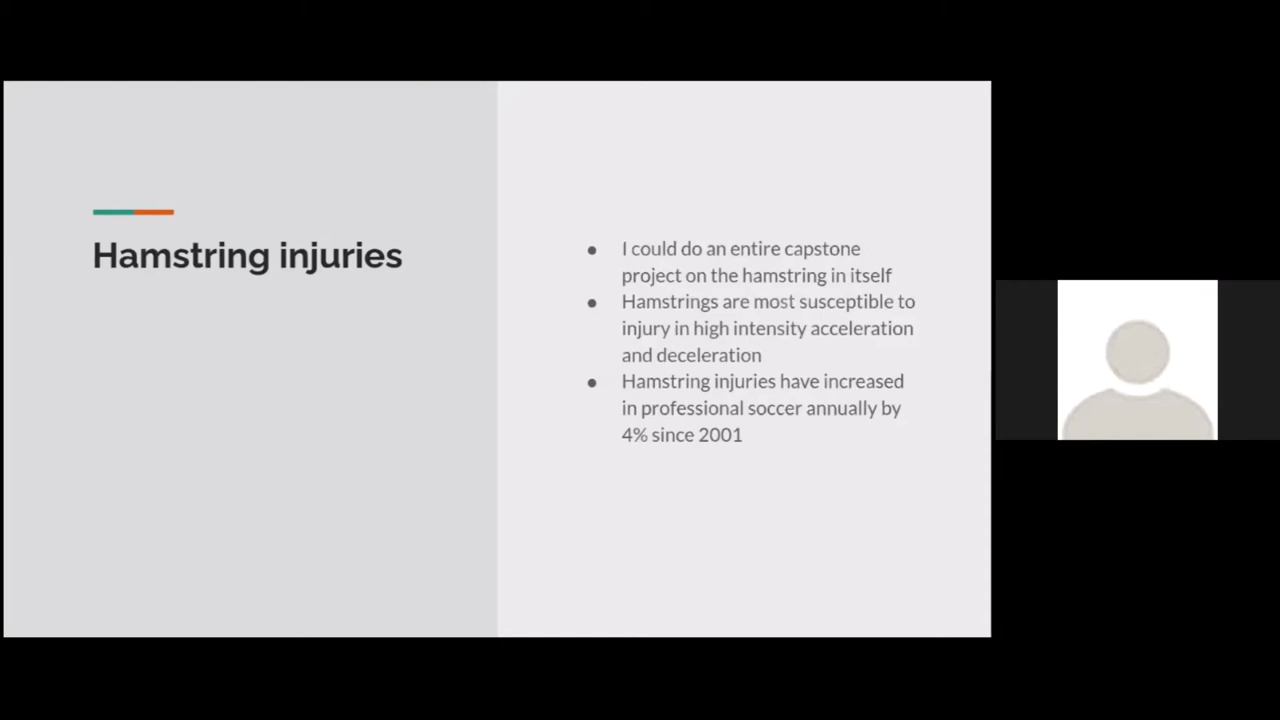 Hamstring injuries
● I could do an entire capstone
project on the hamstring in itself
● Hamstrings are most susceptible to
injury in high intensity acceleration
and deceleration
● Hamstring injuries have increased
in professional soccer annually by
4% since 2001